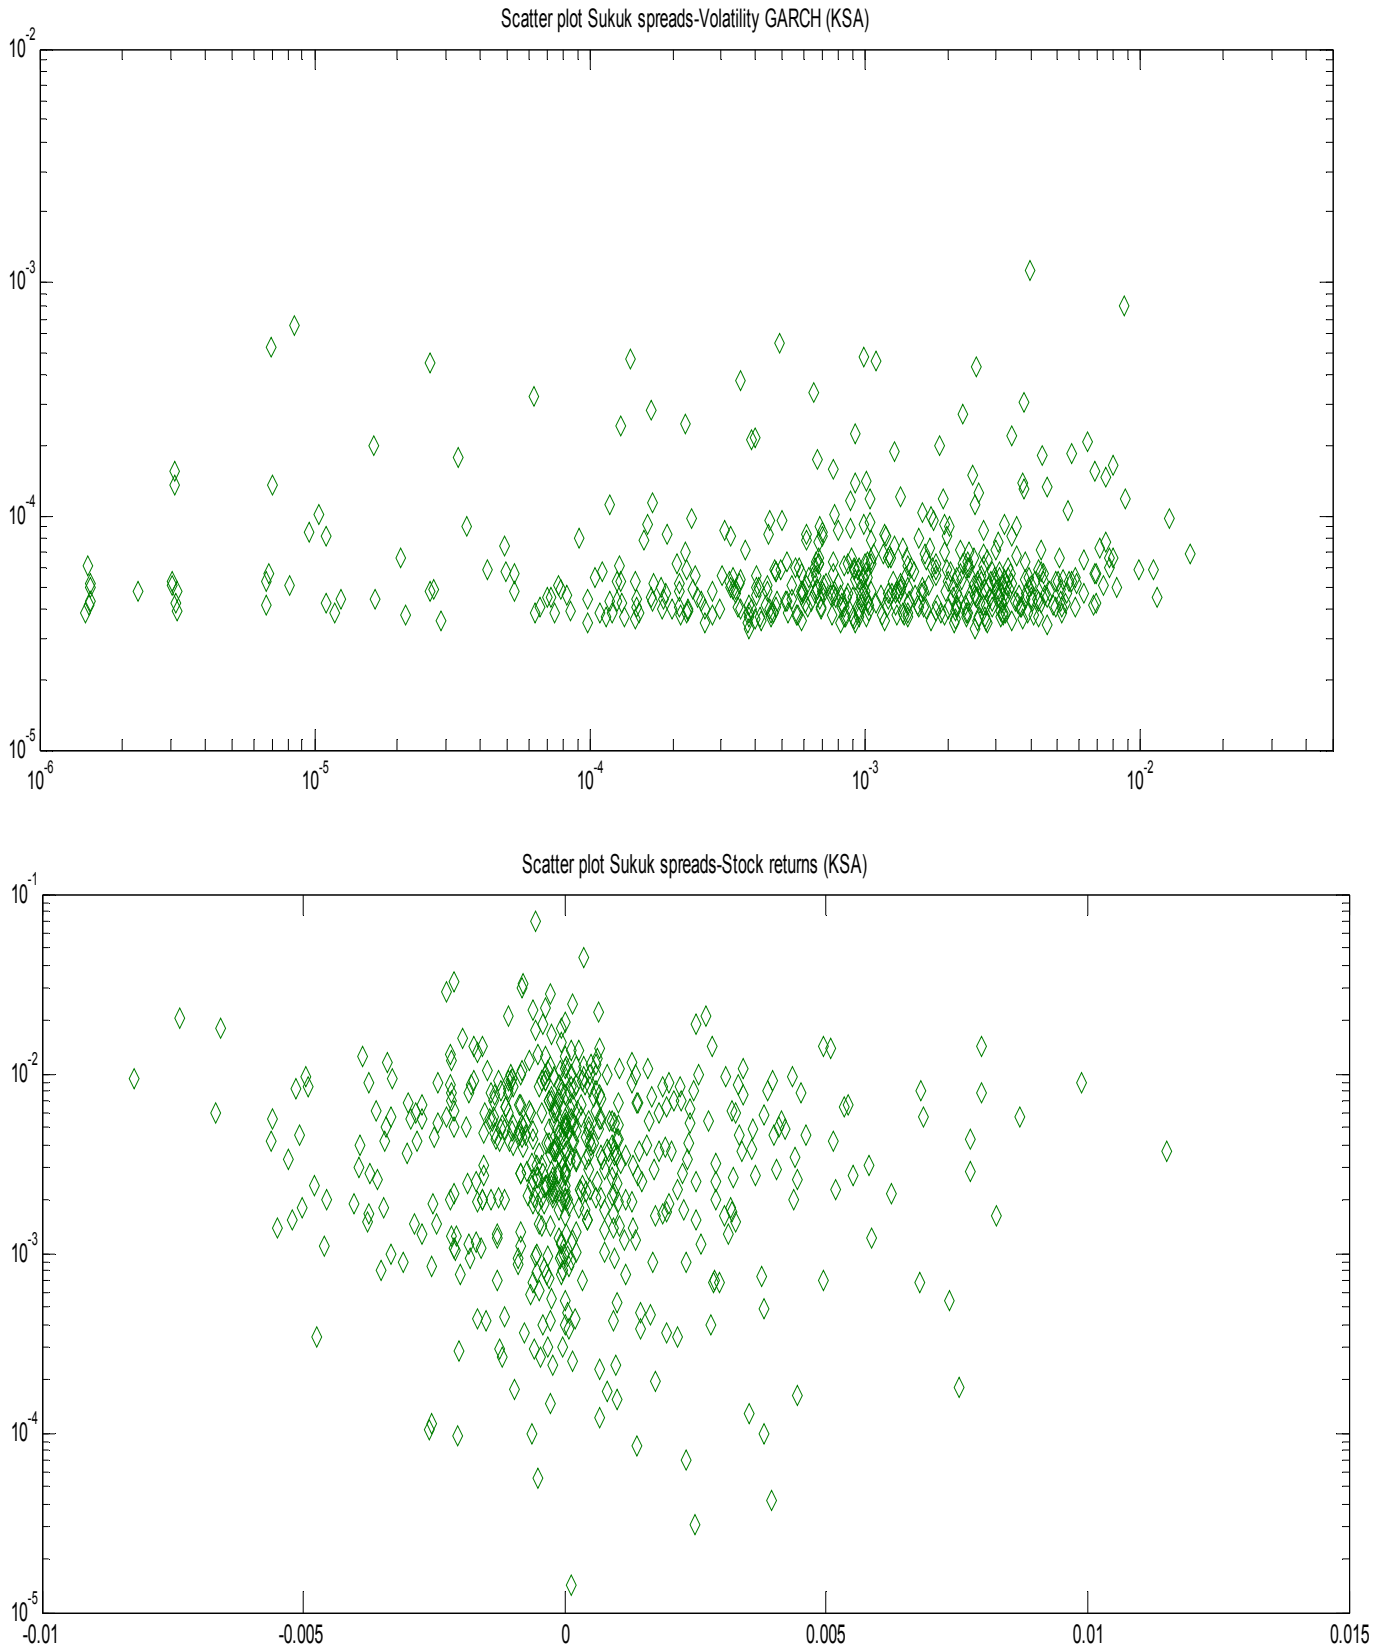 Scatter plot Sukuk spreads-Volatility GARCH (KSA)
10^-2
10^-3
10^-4
10^-5
10^-6 10^-5 10^-4 10^-3 10^-2
Scatter plot Sukuk spreads-Stock returns (KSA)
10^-1
10^-2
10^-3
10^-4
10^-5
-0.01 -0.005 0 0.005 0.01 0.015